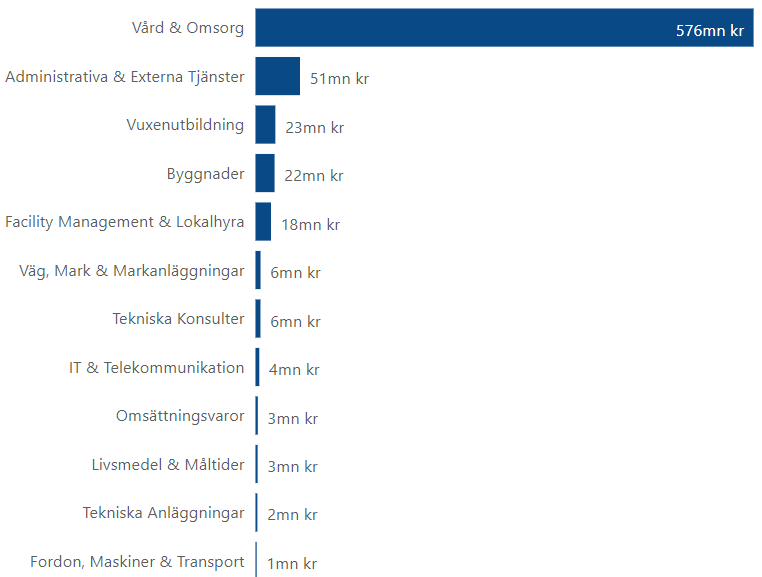 Vård & Omsorg 576mn kr
Administrativa & Externa Tjänster 51mn kr
Vuxenutbildning 23mn kr
Byggnader 22mn kr
Facility Management & Lokalhyra 18mn kr
Väg, Mark & Markanläggningar 6mn kr
Tekniska Konsulter 6mn kr
IT & Telekommunikation 4mn kr
Omsättningsvaror 3mn kr
Livsmedel & Måltider 3mn kr
Tekniska Anläggningar 2mn kr
Fordon, Maskiner & Transport 1mn kr